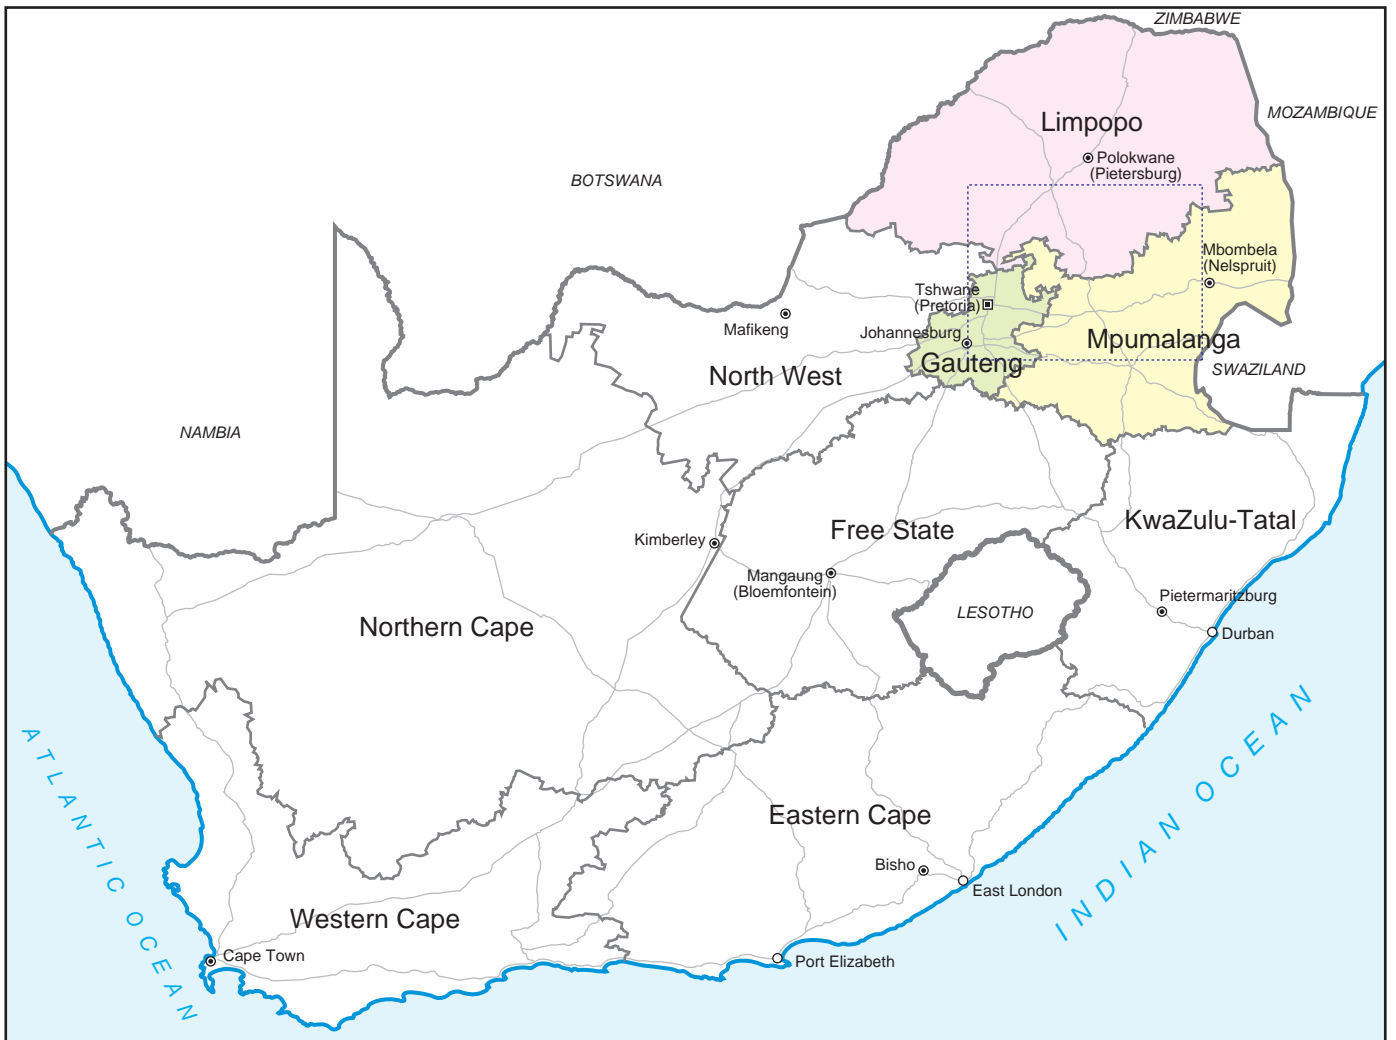 ZIMBABWE
MOZAMBIQUE
Limpopo
Polokwane
(Pietersburg)
BOTSWANA
Mbombela
(Nelspruit)
Tshwane
(Pretoria)
Mafikeng
Johannesburg
Mpumalanga
Gauteng
North West
SWAZILAND
NAMBIA
KwaZulu-Tatal
Free State
Kimberley
Mangaung
(Bloemfontein)
Pietermaritzburg
LESOTHO
Northern Cape
Durban
ATLANTIC OCEAN
INDIAN OCEAN
Eastern Cape
Bisho
East London
Western Cape
Cape Town
Port Elizabeth